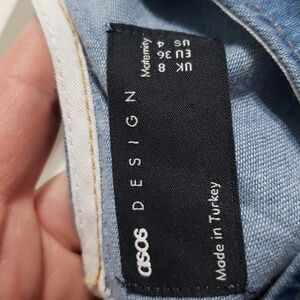 asos DESIGN
Maternity
UK 8
EU 36
US 4
Made in Turkey